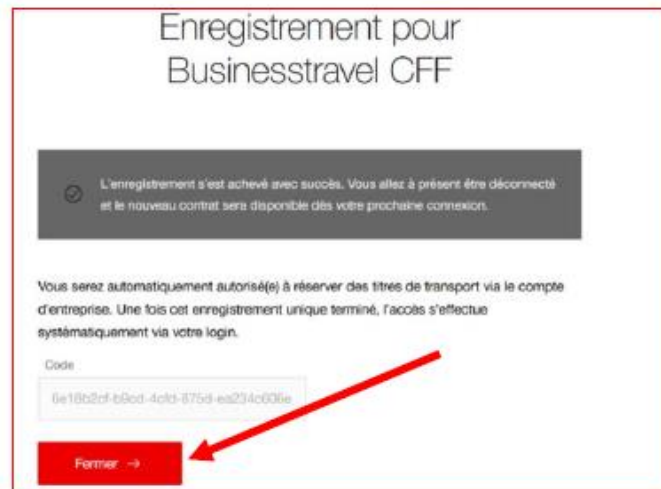 Enregistrement pour
Businesstravel CFF
L'enregistrement s'est achevé avec succès. Vous allez à présent être déconnecté
et le nouveau contrat sera disponible dès votre prochaine connexion.
Vous serez automatiquement autorisé(e) à réserver des titres de transport via le compte
d'entreprise. Une fois cet enregistrement unique terminé, l'accès s'effectue
systématiquement via votre login.
Code
Fermer →